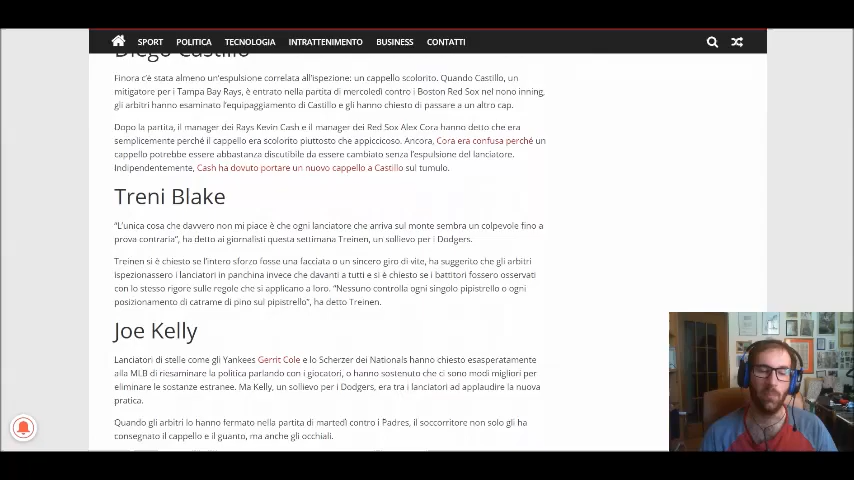 SPORT POLITICA TECNOLOGIA INTRATTENIMENTO BUSINESS CONTATTI
Diego Castillo
Finora c'è stata almeno un'espulsione correlata all'ispezione: un cappello scolorito. Quando Castillo, un
mitigatore per i Tampa Bay Rays, è entrato nella partita di mercoledì contro i Boston Red Sox nel nono inning,
gli arbitri hanno esaminato l'equipaggiamento di Castillo e gli hanno chiesto di passare a un altro cap.
Dopo la partita, il manager dei Rays Kevin Cash e il manager dei Red Sox Alex Cora hanno detto che era
semplicemente perché il cappello era scolorito piuttosto che appiccicoso. Ancora, Cora era confusa perché un
cappello potrebbe essere abbastanza discutibile da essere cambiato senza l'espulsione del lanciatore.
Indipendentemente, Cash ha dovuto portare un nuovo cappello a Castillo sul tumulo.
Treni Blake
"L'unica cosa che davvero non mi piace è che ogni lanciatore che arriva sul monte sembra un colpevole fino a
prova contraria", ha detto ai giornalisti questa settimana Treinen, un sollievo per i Dodgers.
Treinen si è chiesto se l'intero sforzo fosse una facciata o un sincero giro di vite, ha suggerito che gli arbitri
ispezionassero i lanciatori in panchina invece che davanti a tutti e si è chiesto se i battitori fossero osservati
con lo stesso rigore sulle regole che si applicano a loro. "Nessuno controlla ogni singolo pipistrello o ogni
posizionamento di catrame di pino sul pipistrello", ha detto Treinen.
Joe Kelly
Lanciatori di stelle come gli Yankees Gerrit Cole e lo Scherzer dei Nationals hanno chiesto esasperatamente
alla MLB di riesaminare la politica parlando con i giocatori, o hanno sostenuto che ci sono modi migliori per
eliminare le sostanze estranee. Ma Kelly, un sollievo per i Dodgers, era tra i lanciatori ad applaudire la nuova
pratica.
Quando gli arbitri lo hanno fermato nella partita di martedì contro i Padres, il soccorritore non solo gli ha
consegnato il cappello e il guanto, ma anche gli occhiali.